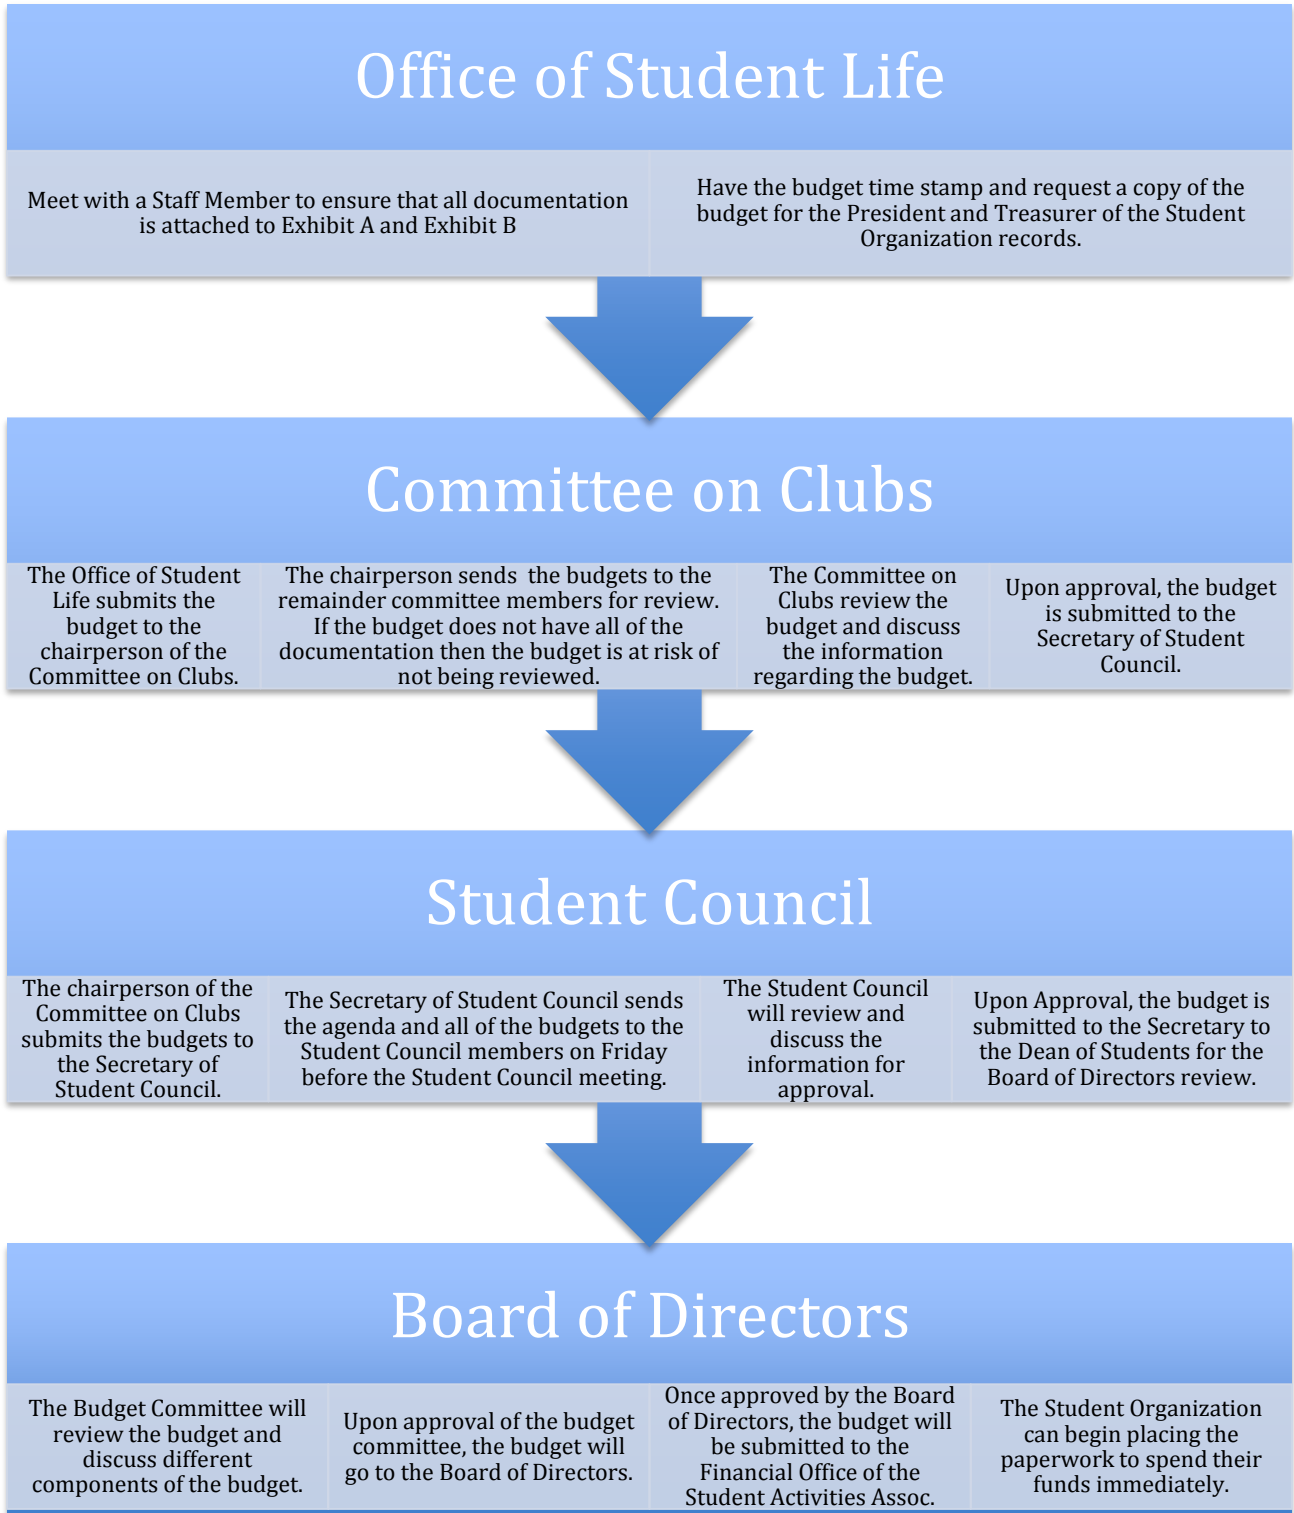 Office of Student Life
Meet with a Staff Member to ensure that all documentation
is attached to Exhibit A and Exhibit B
Have the budget time stamp and request a copy of the
budget for the President and Treasurer of the Student
Organization records.
Committee on Clubs
The Office of Student
Life submits the
budget to the
chairperson of the
Committee on Clubs.
The chairperson sends  the budgets to the
remainder committee members for review.
If the budget does not have all of the
documentation then the budget is at risk of
not being reviewed.
The Committee on
Clubs review the
budget and discuss
the information
regarding the budget.
Upon approval, the budget
is submitted to the
Secretary of Student
Council.
Student Council
The chairperson of the
Committee on Clubs
submits the budgets to
the Secretary of
Student Council.
The Secretary of Student Council sends
the agenda and all of the budgets to the
Student Council members on Friday
before the Student Council meeting.
The Student Council
will review and
discuss the
information for
approval.
Upon Approval, the budget is
submitted to the Secretary to
the Dean of Students for the
Board of Directors review.
Board of Directors
The Budget Committee will
review the budget and
discuss different
components of the budget.
Upon approval of the budget
committee, the budget will
go to the Board of Directors.
Once approved by the Board
of Directors, the budget will
be submitted to the
Financial Office of the
Student Activities Assoc.
The Student Organization
can begin placing the
paperwork to spend their
funds immediately.